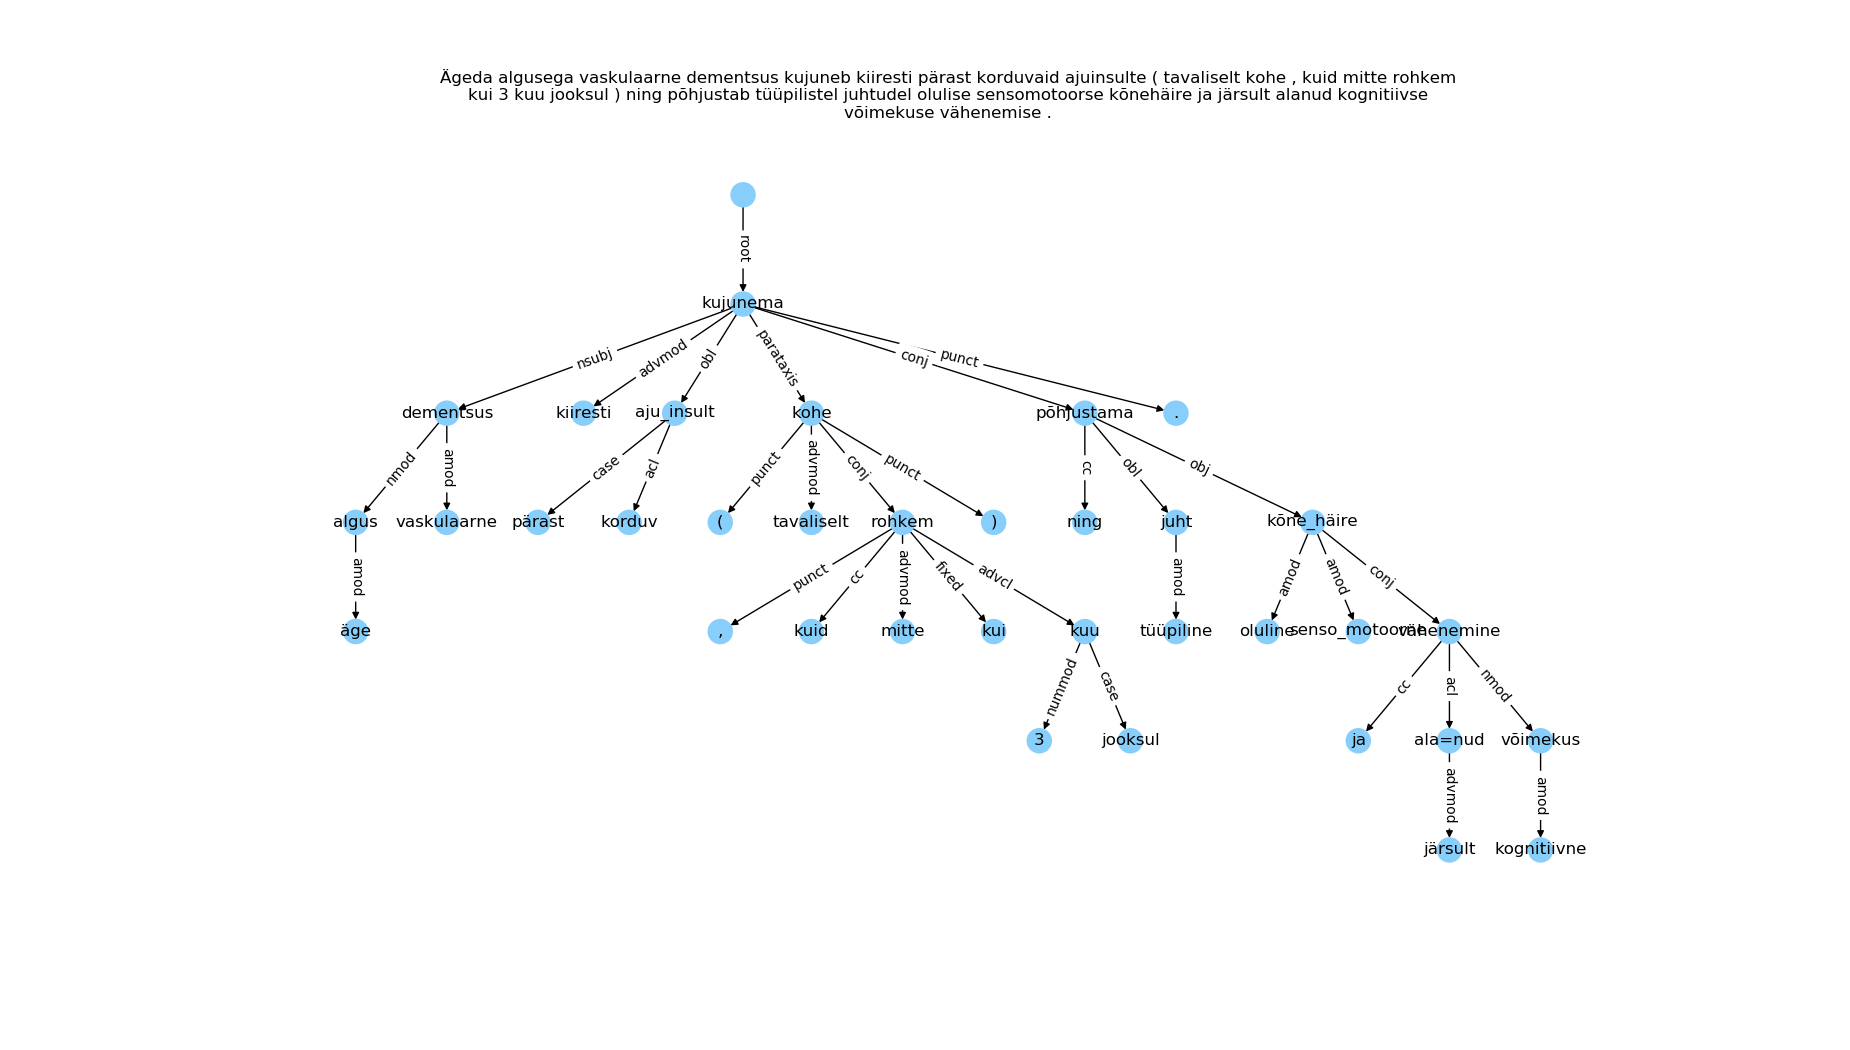 Ägeda algusega vaskulaarne dementsus kujuneb kiiresti pärast korduvaid ajuinsulte ( tavaliselt kohe , kuid mitte rohkem
kui 3 kuu jooksul ) ning põhjustab tüüpilistel juhtudel olulise sensomotoorse kõnehäire ja järsult alanud kognitiivse
võimekuse vähenemise .
root
kujunema
nsubj advmod obl parataxis conj punct
dementsus kiiresti aju_insult kohe põhjustama .
nmod amod case acl punct advmod conj punct cc obl obj
algus vaskulaarne pärast korduv ( tavaliselt rohkem ) ning juht kõne_häire
amod punct cc advmod fixed advcl amod amod amod conj
äge , kuid mitte kui kuu tüüpiline oluline senso_motoorne vähenemine
nummod case cc acl nmod
3 jooksul ja ala=nud võimekus
advmod amod
järsult kognitiivne